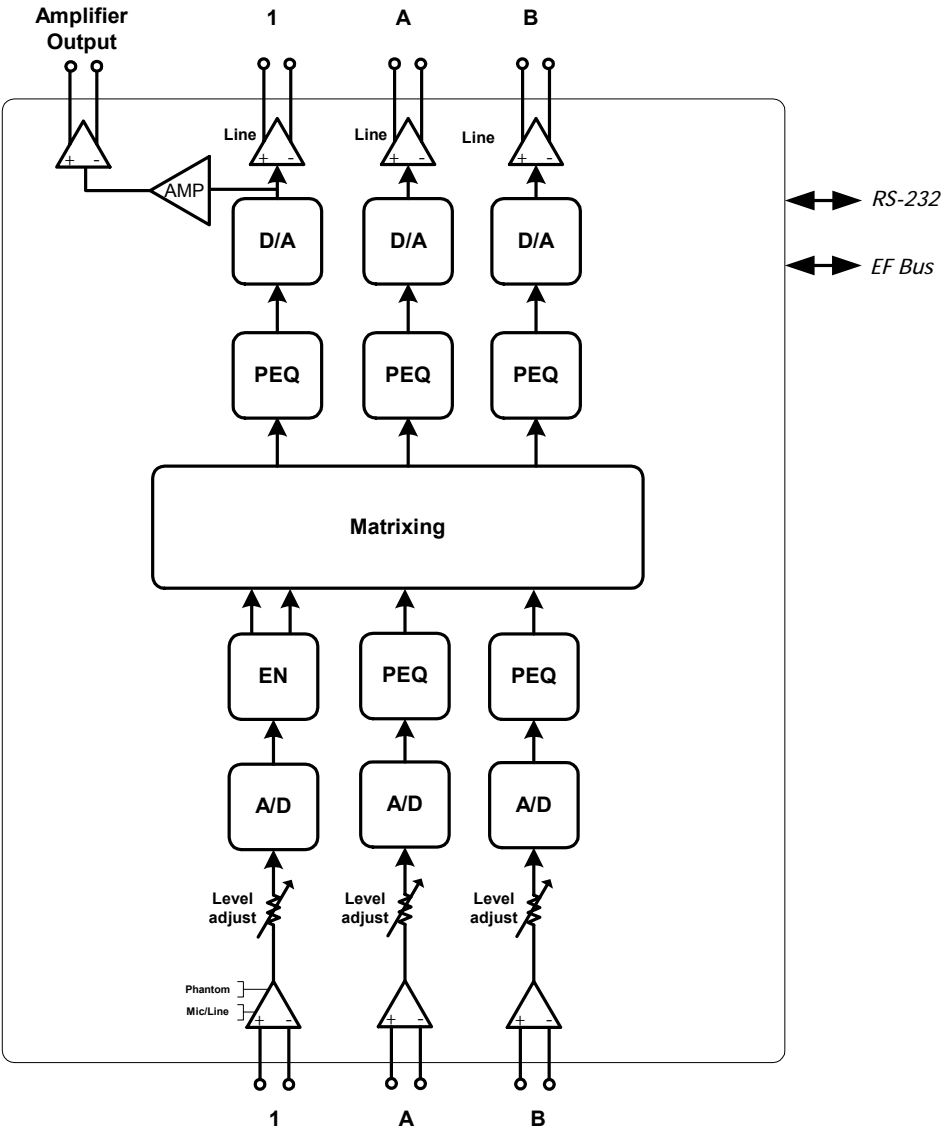 Amplifier
Output
1
A
B
Line
Line
Line
+ -
+ -
+ -
+ -
AMP
RS-232
D/A
D/A
D/A
EF Bus
PEQ
PEQ
PEQ
Matrixing
EN
PEQ
PEQ
A/D
A/D
A/D
Level
adjust
Level
adjust
Level
adjust
Phantom
Mic/Line
+ -
+ -
+ -
1
A
B